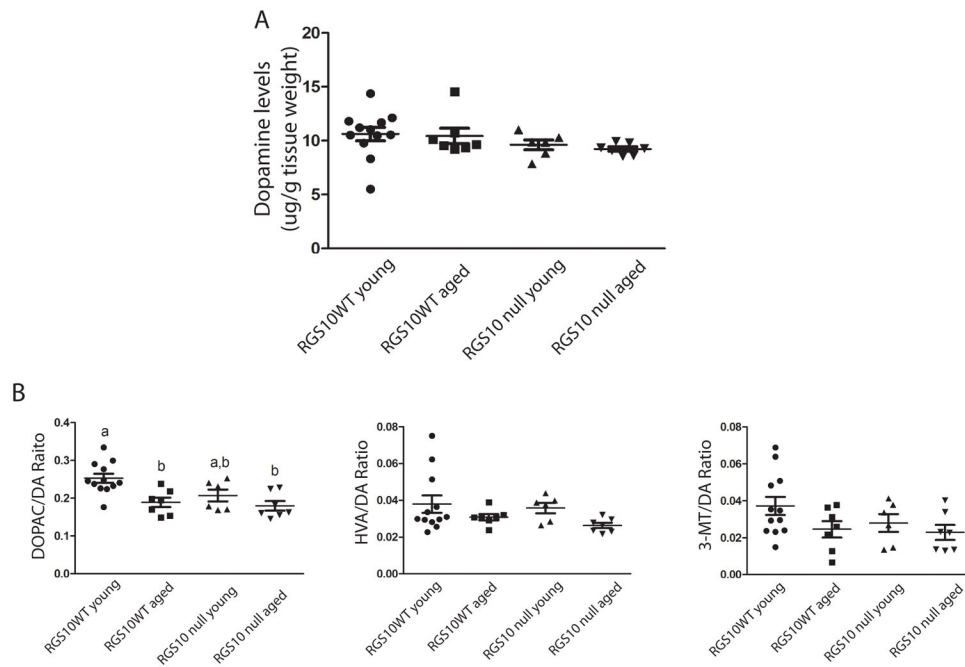 A
Dopamine levels
(ug/g tissue weight)
20
15
10
5
0
RGS10WT young
RGS10WT aged
RGS10 null young
RGS10 null aged
B
DOPAC/DA Raito
0.4
0.3
0.2
0.1
0.0
a
b
a,b
b
RGS10WT young
RGS10WT aged
RGS10 null young
RGS10 null aged
HVA/DA Ratio
0.08
0.06
0.04
0.02
0.00
RGS10WT young
RGS10WT aged
RGS10 null young
RGS10 null aged
3-MT/DA Ratio
0.08
0.06
0.04
0.02
0.00
RGS10WT young
RGS10WT aged
RGS10 null young
RGS10 null aged